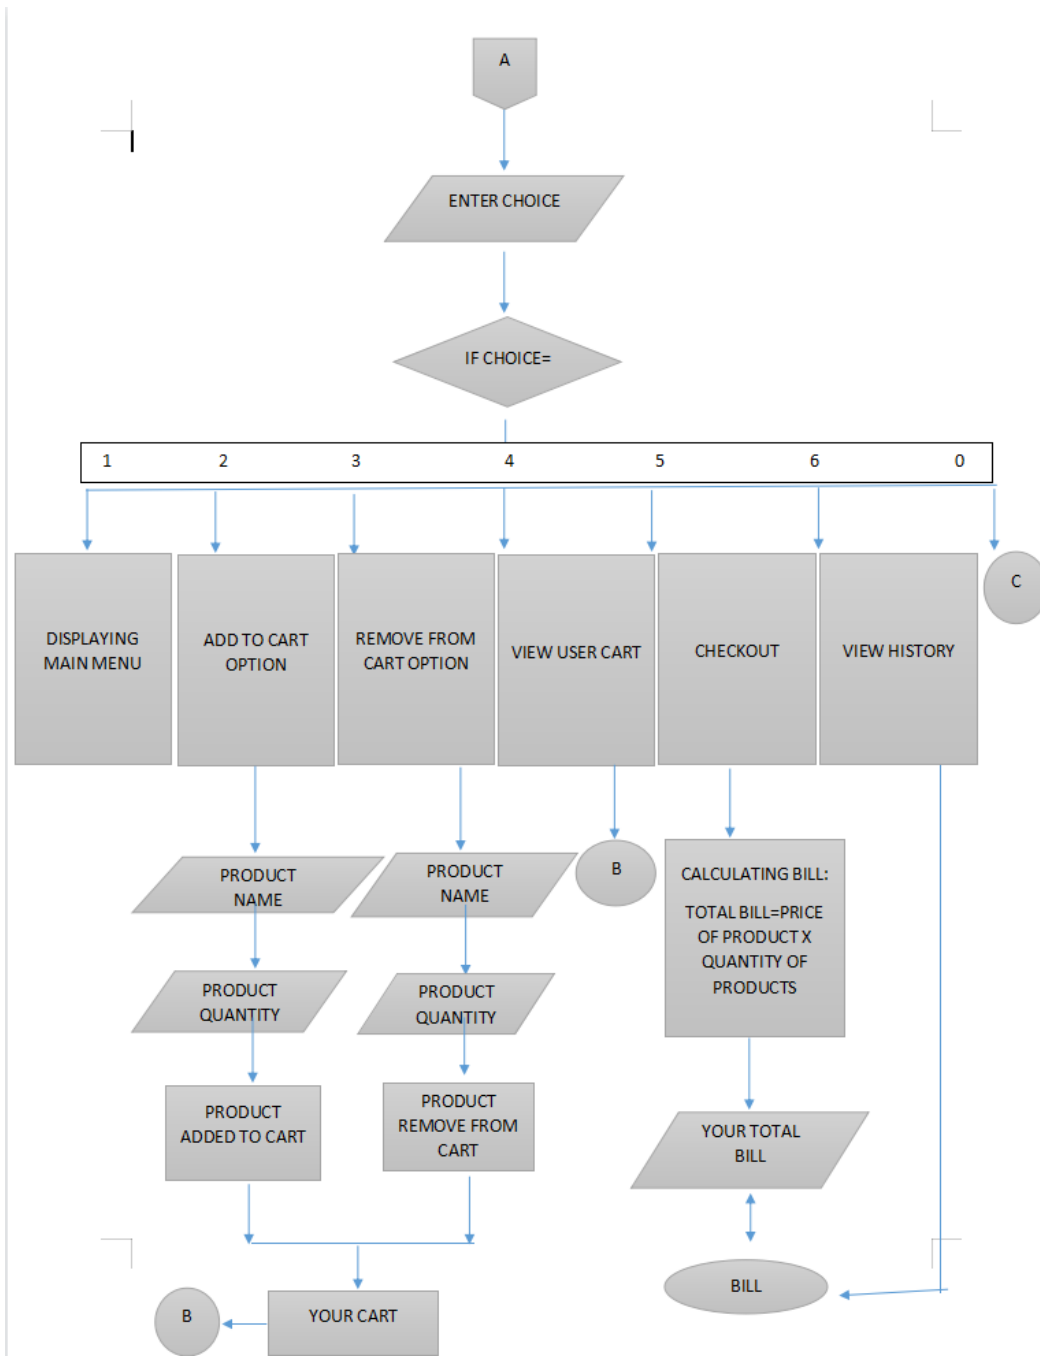 A
ENTER CHOICE
IF CHOICE=
1 2 3 4 5 6 0
DISPLAYING
MAIN MENU
ADD TO CART
OPTION
REMOVE FROM
CART OPTION
VIEW USER CART
CHECKOUT
VIEW HISTORY
C
PRODUCT
NAME
PRODUCT
NAME
B
CALCULATING BILL:
TOTAL BILL=PRICE
OF PRODUCT X
QUANTITY OF
PRODUCTS
PRODUCT
QUANTITY
PRODUCT
QUANTITY
PRODUCT
ADDED TO CART
PRODUCT
REMOVE FROM
CART
YOUR TOTAL
BILL
BILL
B
YOUR CART